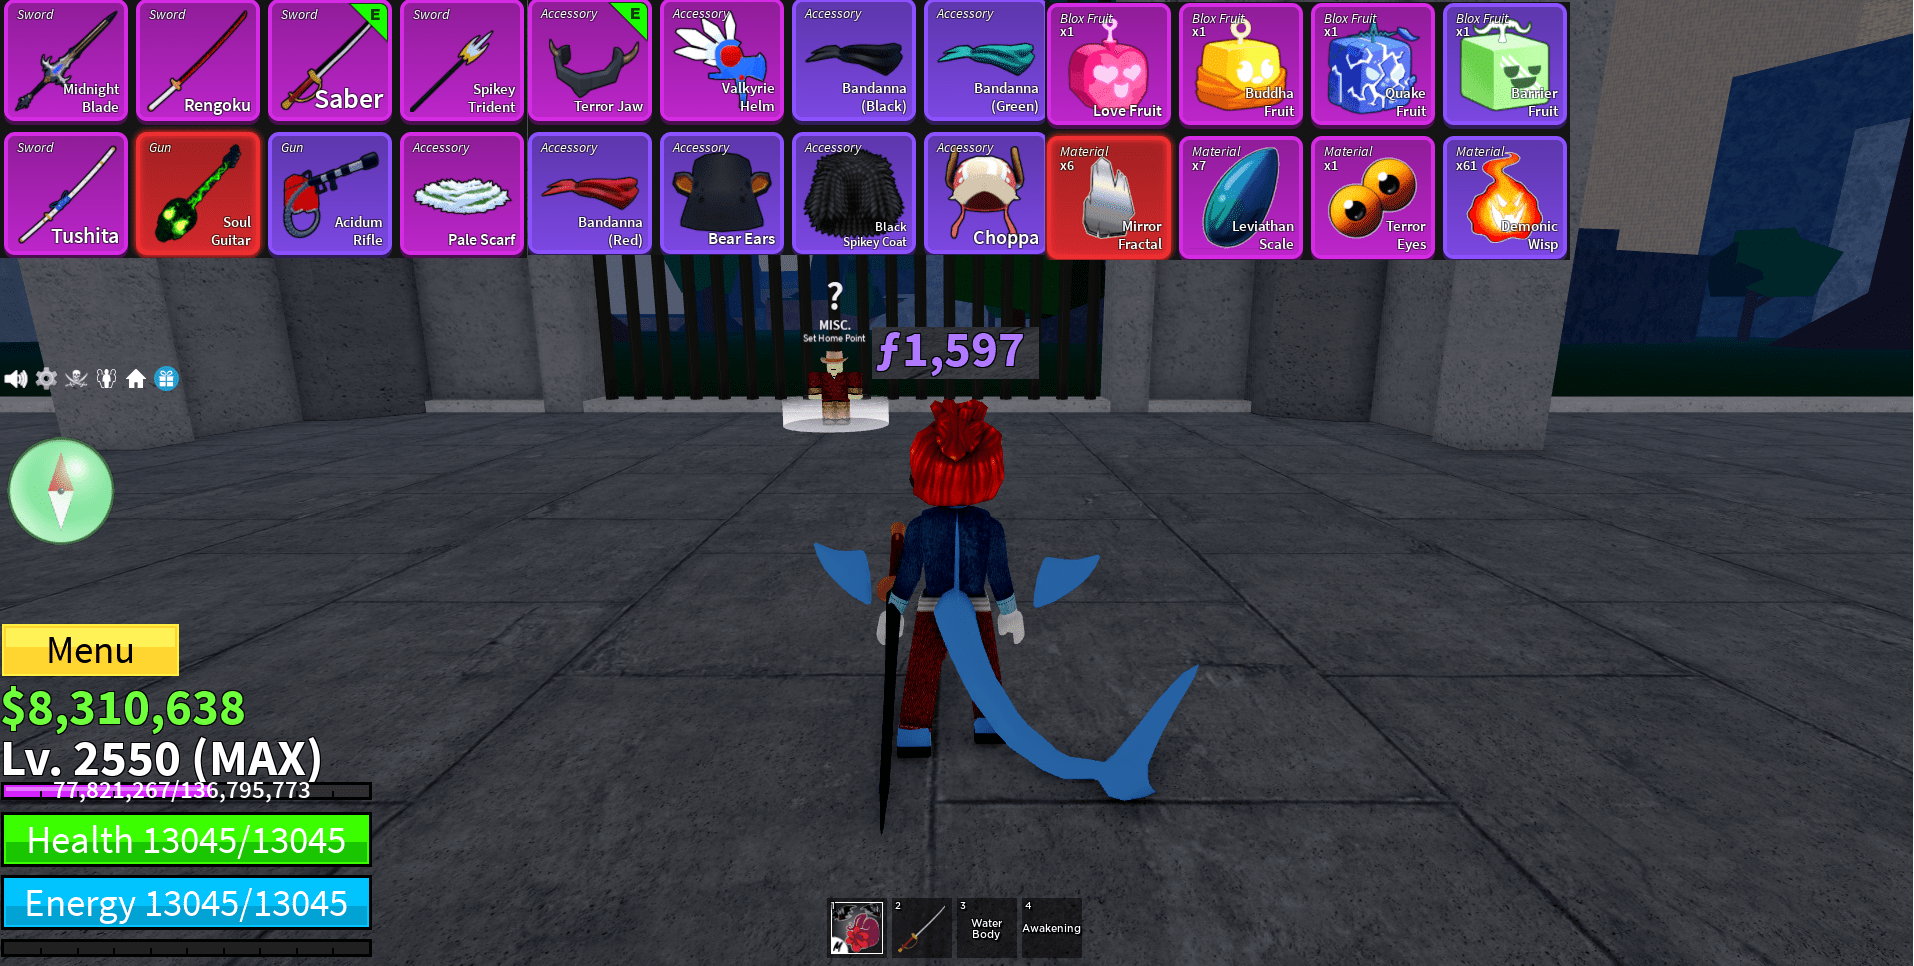 Sword
Midnight
Blade
Sword
Rengoku
Sword
E
Saber
Sword
Spikey
Trident
Accessory
E
Terror Jaw
Accessory
Valkyrie
Helm
Accessory
Bandanna
(Black)
Accessory
Bandanna
(Green)
Blox Fruit
x1
Love Fruit
Blox Fruit
x1
Buddha
Fruit
Blox Fruit
x1
Quake
Fruit
Blox Fruit
x1
Barrier
Fruit
Sword
Tushita
Gun
Soul
Guitar
Gun
Acidum
Rifle
Accessory
Pale Scarf
Accessory
Bandanna
(Red)
Accessory
Bear Ears
Accessory
Black
Spikey Coat
Accessory
Choppa
Material
x6
Mirror
Fractal
Material
x7
Leviathan
Scale
Material
x1
Terror
Eyes
Material
x61
Demonic
Wisp
?
MISC.
Set Home Point
ƒ1,597
Menu
$8,310,638
Lv. 2550 (MAX)
77,821,267/136,795,773
Health 13045/13045
Energy 13045/13045
1
2
3
Water
Body
4
Awakening